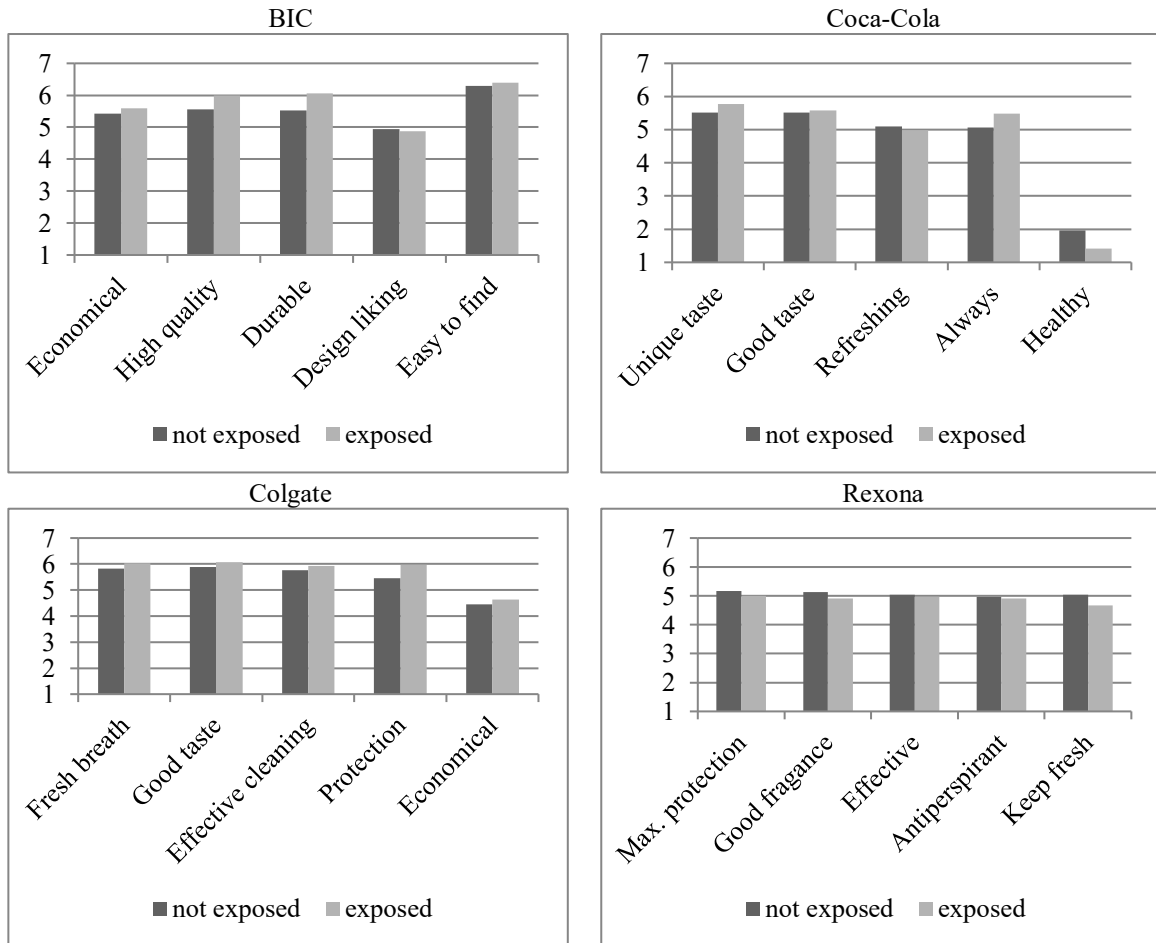 BIC
7
6
5
4
3
2
1
Economical
High quality
Durable
Design liking
Easy to find
not exposed exposed
Coca-Cola
7
6
5
4
3
2
1
Unique taste
Good taste
Refreshing
Always
Healthy
not exposed exposed
Colgate
7
6
5
4
3
2
1
Fresh breath
Good taste
Effective cleaning
Protection
Economical
not exposed exposed
Rexona
7
6
5
4
3
2
1
Max. protection
Good fragance
Effective
Antiperspirant
Keep fresh
not exposed exposed